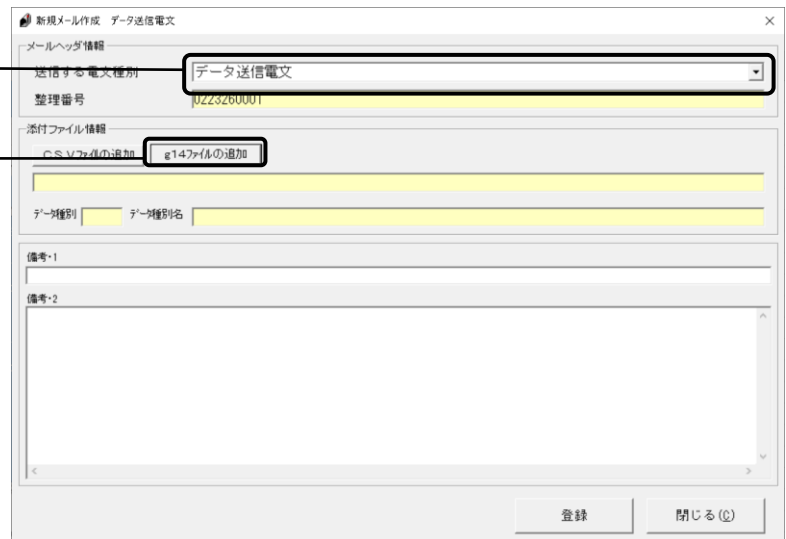 新規メール作成　データ送信電文
メールヘッダ情報
送信する電文種別 データ送信電文
整理番号 0223260001
添付ファイル情報
ＣＳＶﾌｧｲﾙの追加 g14ﾌｧｲﾙの追加
ﾃﾞｰﾀ種別 ﾃﾞｰﾀ種別名
備考・1
備考・2
登録 閉じる(C)